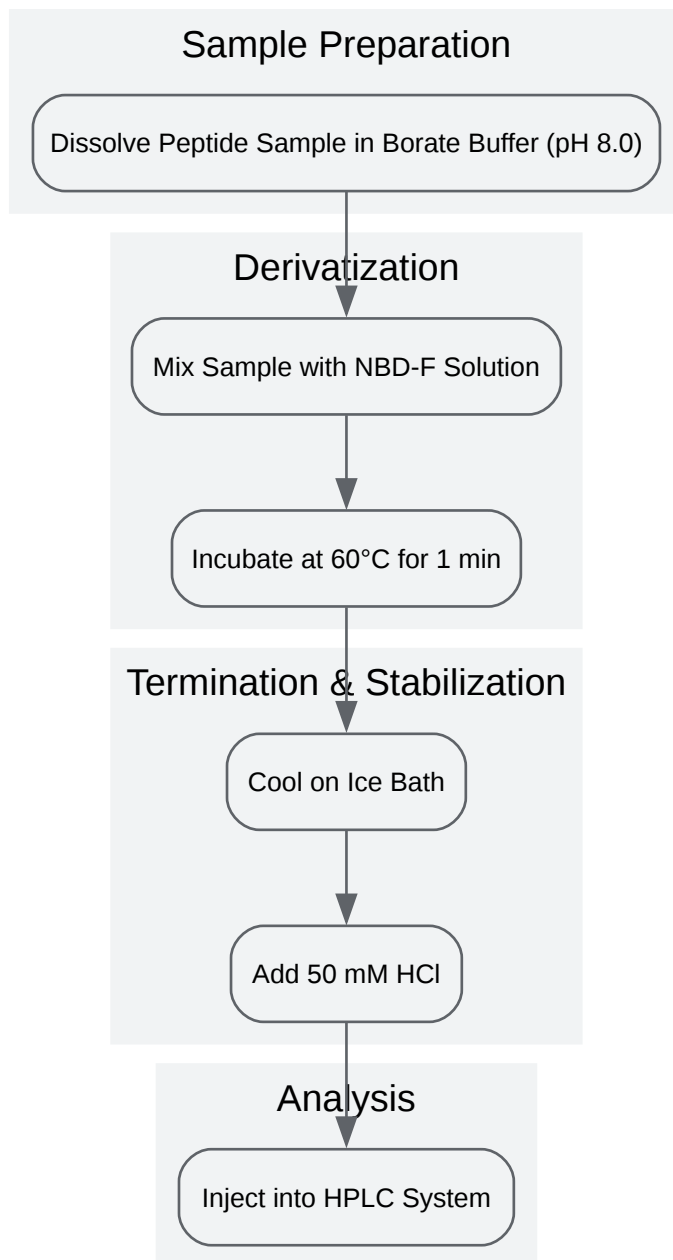 Sample Preparation
Dissolve Peptide Sample in Borate Buffer (pH 8.0)
Derivatization
Mix Sample with NBD-F Solution
Incubate at 60°C for 1 min
Termination & Stabilization
Cool on Ice Bath
Add 50 mM HCl
Analysis
Inject into HPLC System